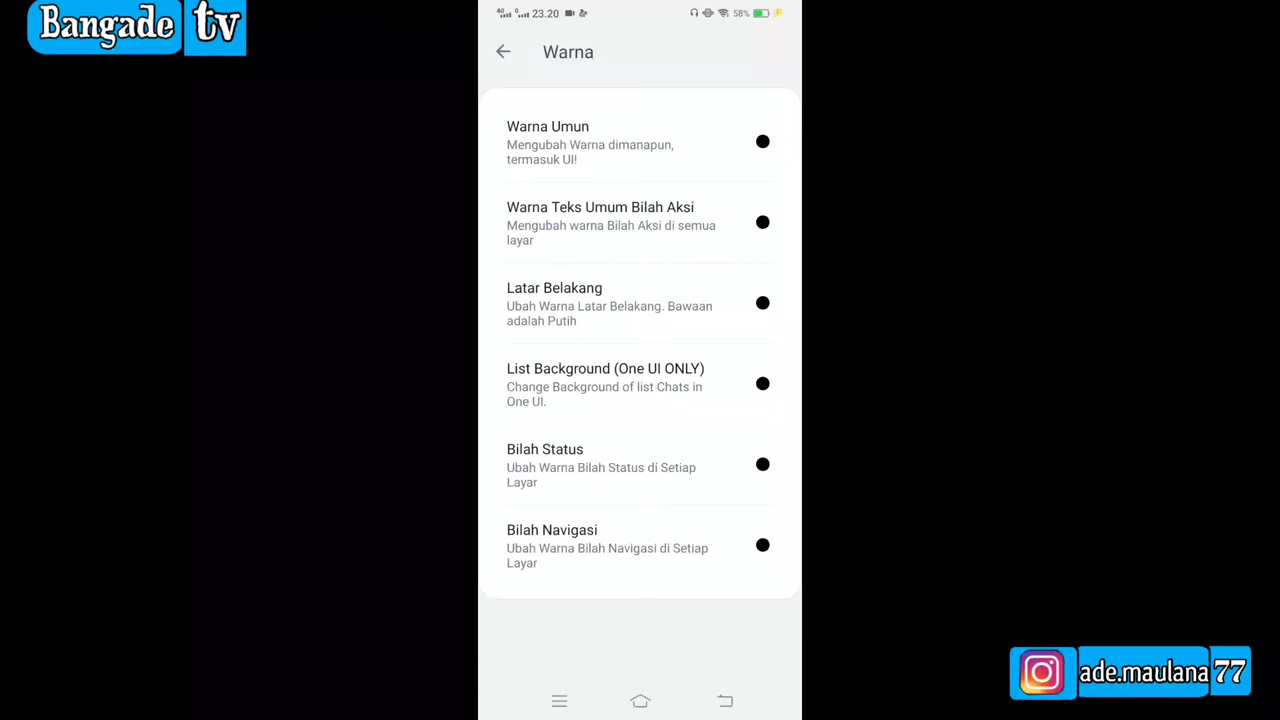 Bangade tv
4G 23.20 58%
Warna
Warna Umun
Mengubah Warna dimanapun,
termasuk UI!
Warna Teks Umum Bilah Aksi
Mengubah warna Bilah Aksi di semua
layar
Latar Belakang
Ubah Warna Latar Belakang. Bawaan
adalah Putih
List Background (One UI ONLY)
Change Background of list Chats in
One UI.
Bilah Status
Ubah Warna Bilah Status di Setiap
Layar
Bilah Navigasi
Ubah Warna Bilah Navigasi di Setiap
Layar
ade.maulana 77